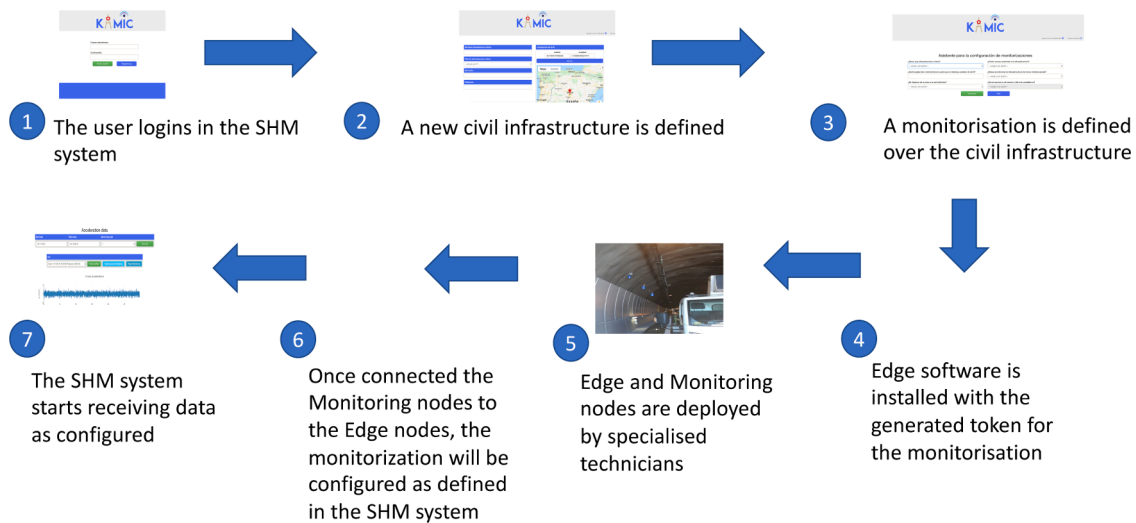 KAMIC
KAMIC
KAMIC
Asistente para la configuración de monitorizaciones
1
The user logins in the SHM
system
2
A new civil infrastructure is defined
3
A monitorisation is defined
over the civil infrastructure
Acceleration data
7
The SHM system
starts receiving data
as configured
6
Once connected the
Monitoring nodes to
the Edge nodes, the
monitorization will be
configured as defined
in the SHM system
5
Edge and Monitoring
nodes are deployed
by specialised
technicians
4
Edge software is
installed with the
generated token for
the monitorisation